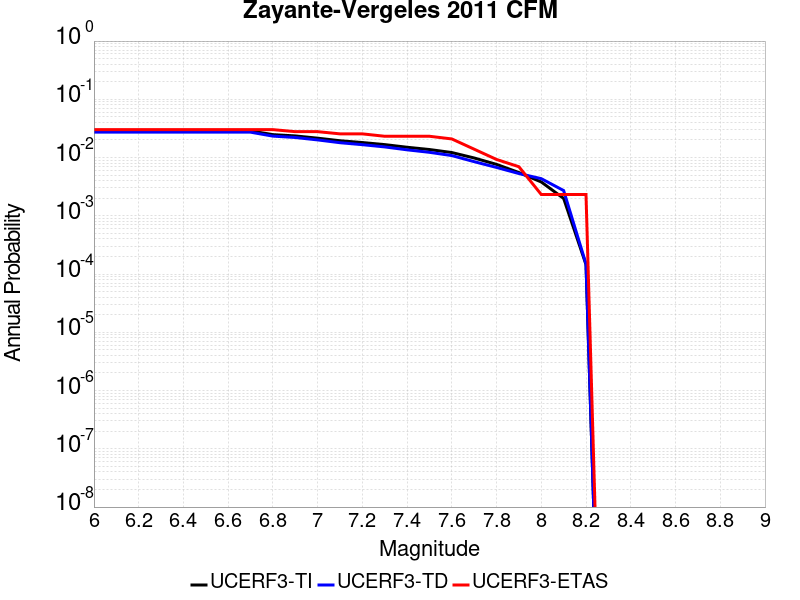 Zayante-Vergeles 2011 CFM
10^0
10^-1
10^-2
10^-3
10^-4
10^-5
10^-6
10^-7
10^-8
Annual Probability
6 6.2 6.4 6.6 6.8 7 7.2 7.4 7.6 7.8 8 8.2 8.4 8.6 8.8 9
Magnitude
UCERF3-TI UCERF3-TD UCERF3-ETAS